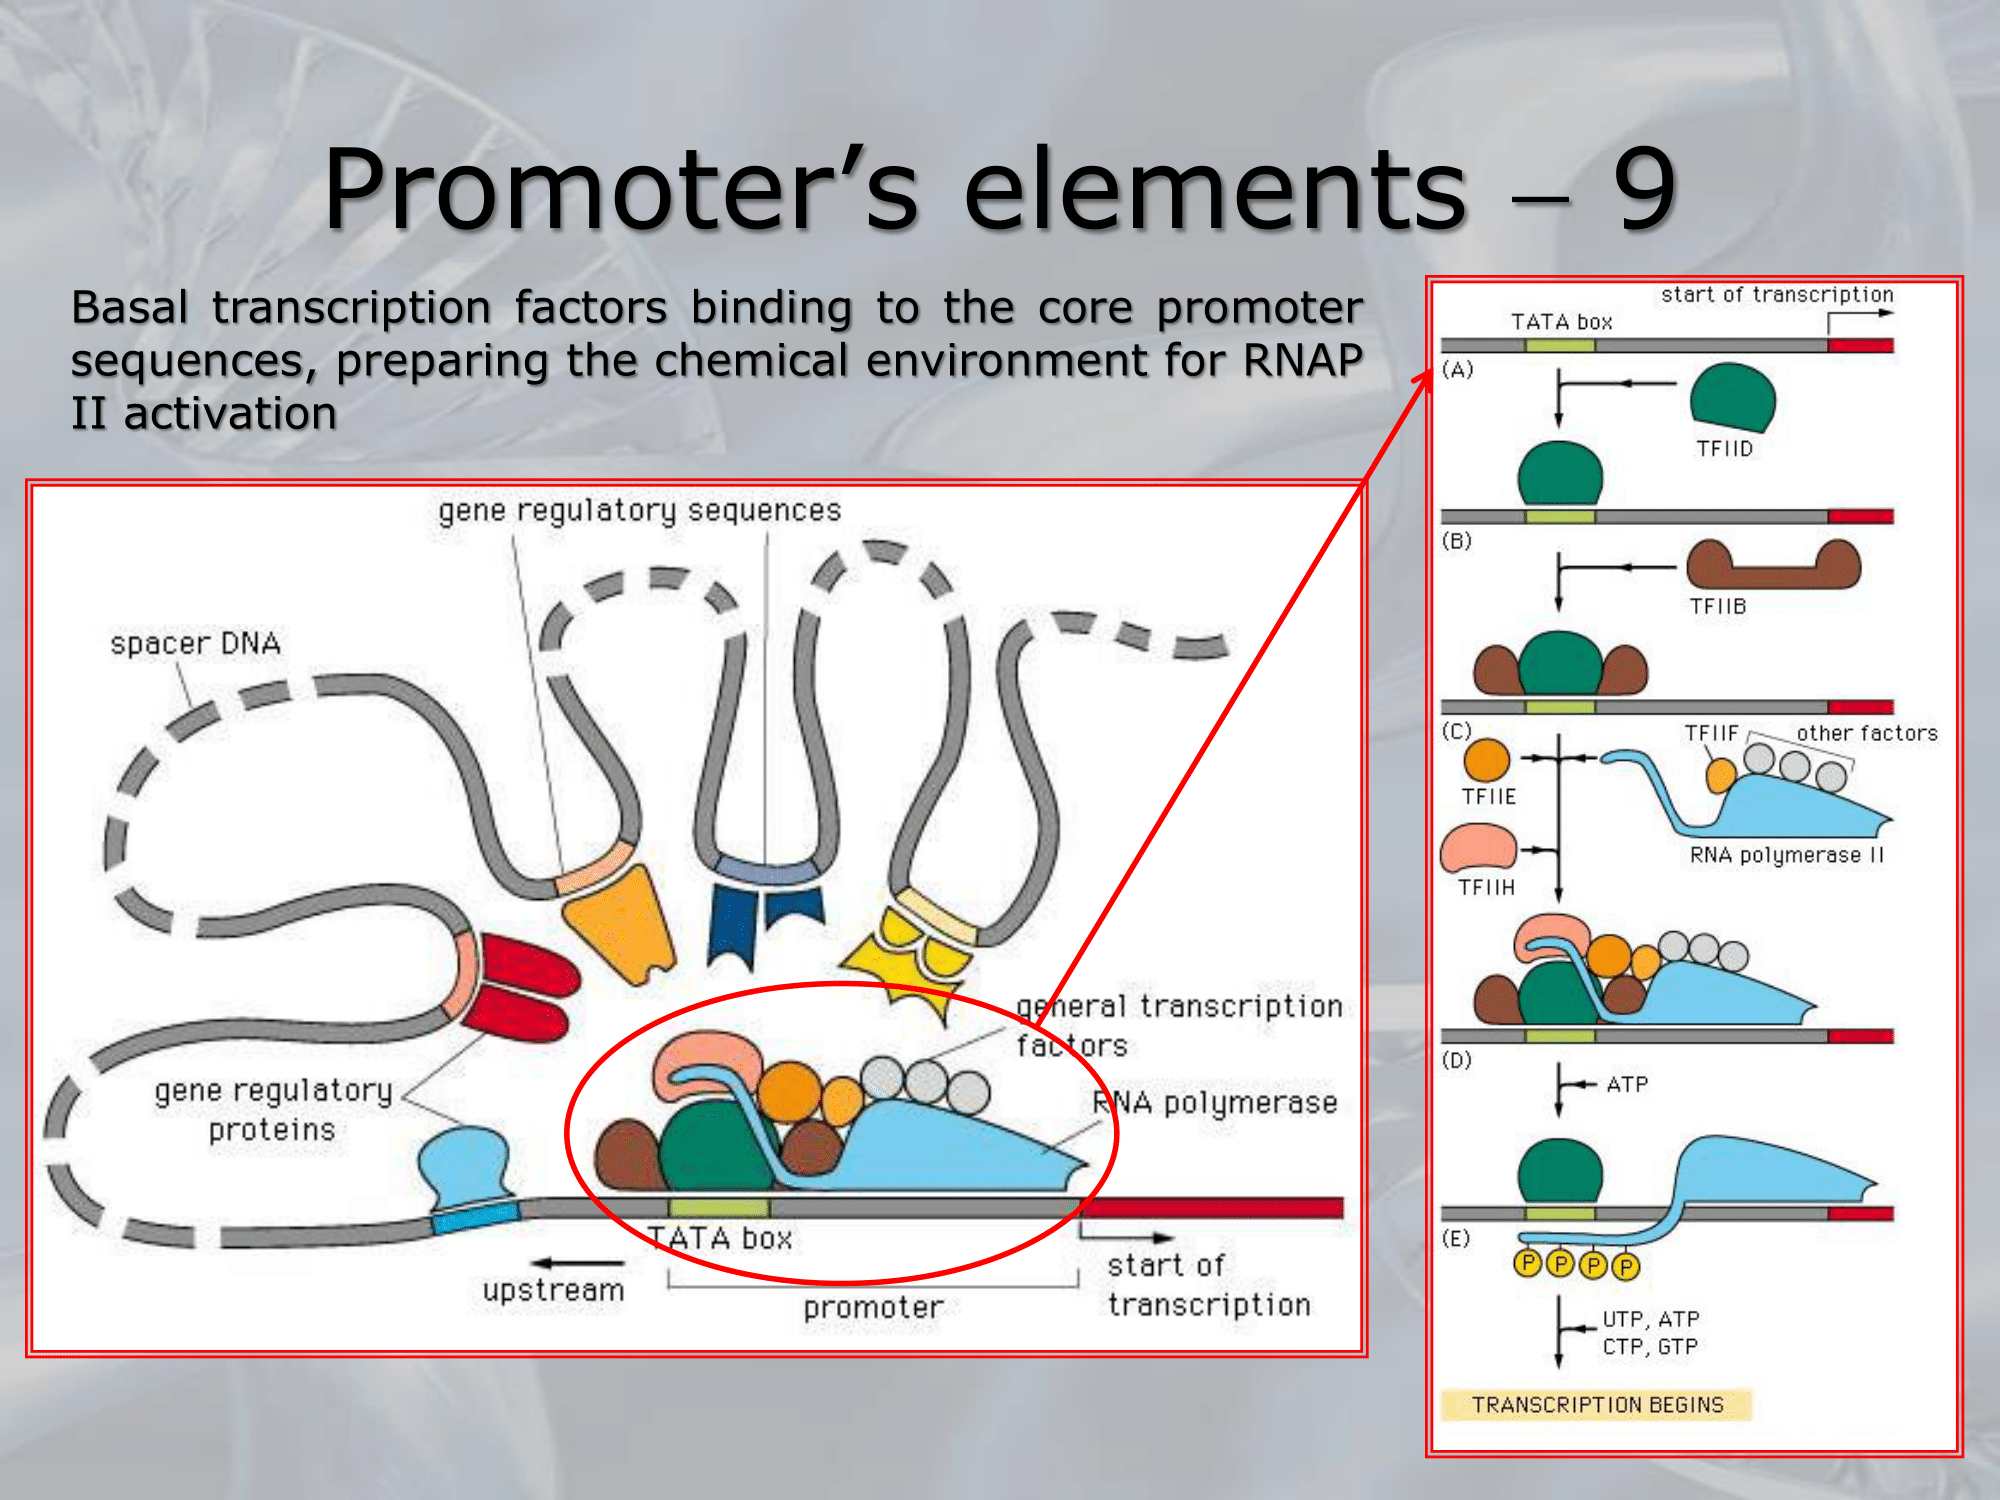 Promoter’s elements – 9
Basal transcription factors binding to the core promoter
sequences, preparing the chemical environment for RNAP
II activation
gene regulatory sequences
spacer DNA
gene regulatory
proteins
general transcription
factors
RNA polymerase
TATA box
upstream
promoter
start of
transcription
start of transcription
TATA box
(A)
TFIID
(B)
TFIIB
(C)
TFIIF
other factors
TFIIE
RNA polymerase II
TFIIH
(D)
ATP
(E)
P P P P
UTP, ATP
CTP, GTP
TRANSCRIPTION BEGINS